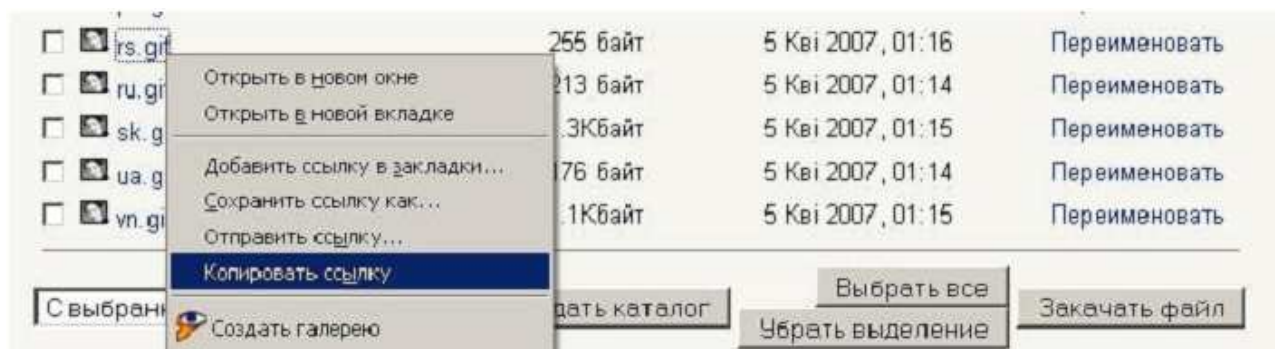 rs.gif 255 байт 5 Кві 2007, 01:16 Переименовать
ru.gif 213 байт 5 Кві 2007, 01:14 Переименовать
sk.g .3Кбайт 5 Кві 2007, 01:15 Переименовать
ua.g 176 байт 5 Кві 2007, 01:14 Переименовать
vn.gi .1Кбайт 5 Кві 2007, 01:15 Переименовать
Открыть в новом окне
Открыть в новой вкладке
Добавить ссылку в закладки...
Сохранить ссылку как...
Отправить ссылку...
Копировать ссылку
Создать галерею
С выбранн
дать каталог
Выбрать все
Убрать выделение
Закачать файл